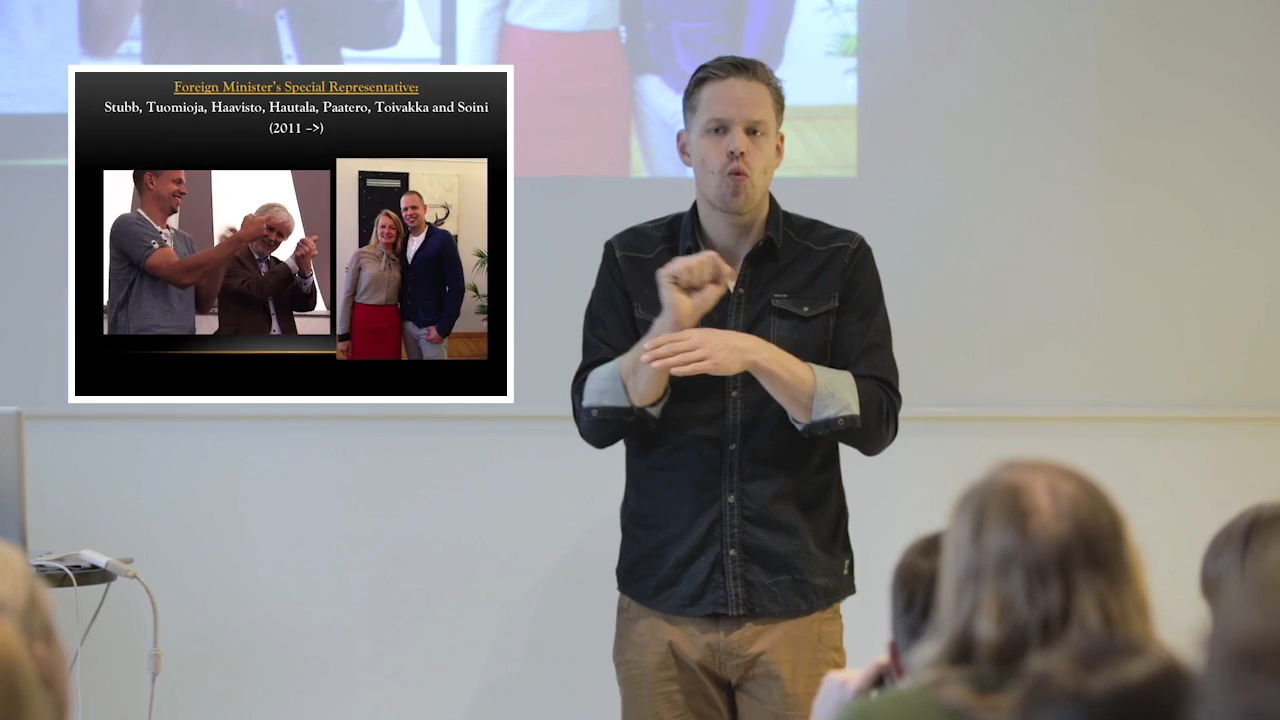 Foreign Minister's Special Representative:
Stubb, Tuomioja, Haavisto, Hautala, Paatero, Toivakka and Soini
(2011 –>)